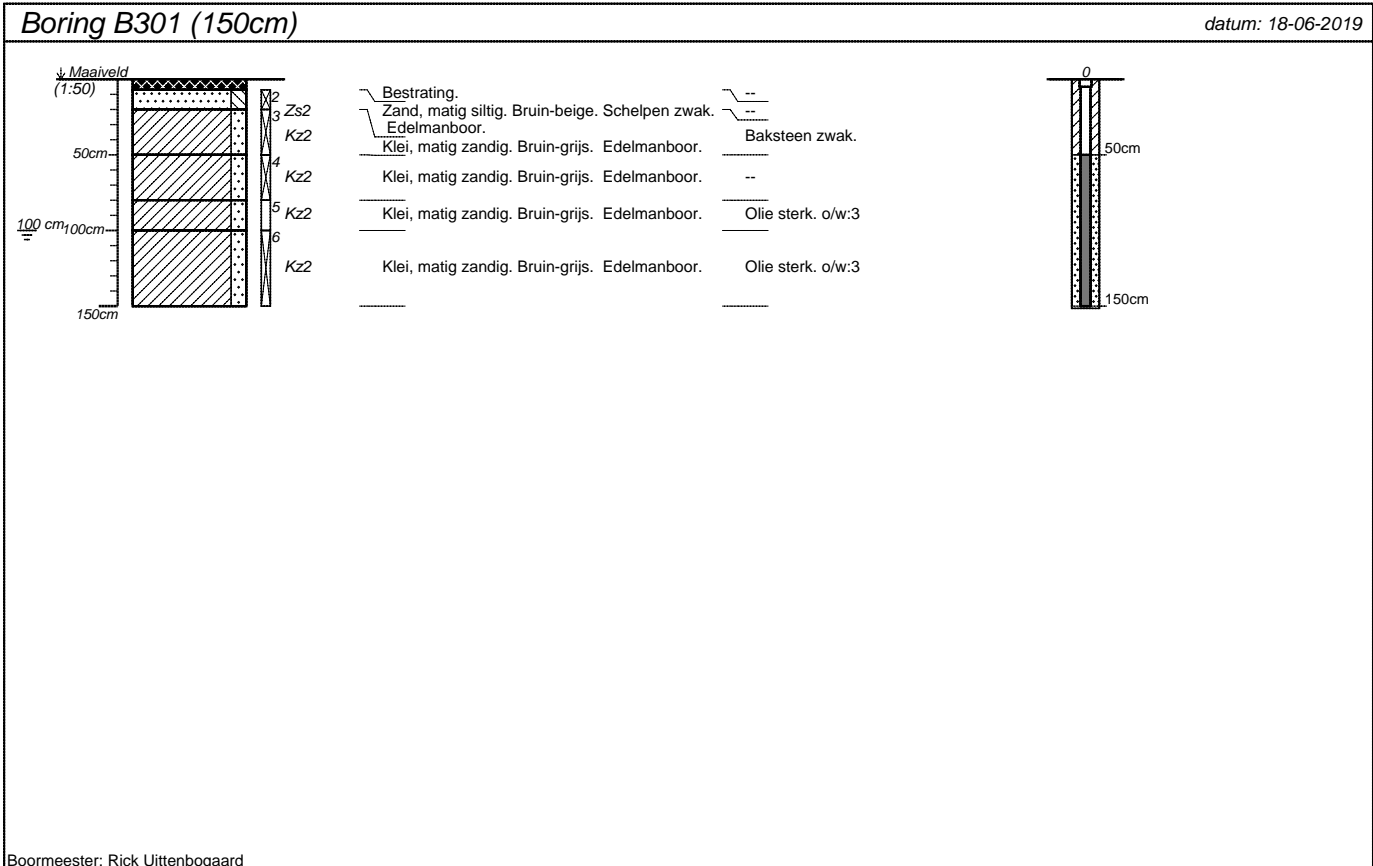 Boring B301 (150cm)
datum: 18-06-2019
Maaiveld
(1:50)
0
2
Bestrating.
--
Zs2
Zand, matig siltig. Bruin-beige. Schelpen zwak.
--
Edelmanboor.
3
Kz2
Klei, matig zandig. Bruin-grijs. Edelmanboor.
Baksteen zwak.
50cm
50cm
4
Kz2
Klei, matig zandig. Bruin-grijs. Edelmanboor.
--
5
Kz2
Klei, matig zandig. Bruin-grijs. Edelmanboor.
Olie sterk. o/w:3
100 cm
100cm
6
Kz2
Klei, matig zandig. Bruin-grijs. Edelmanboor.
Olie sterk. o/w:3
150cm
150cm
Boormeester: Rick Uittenbogaard